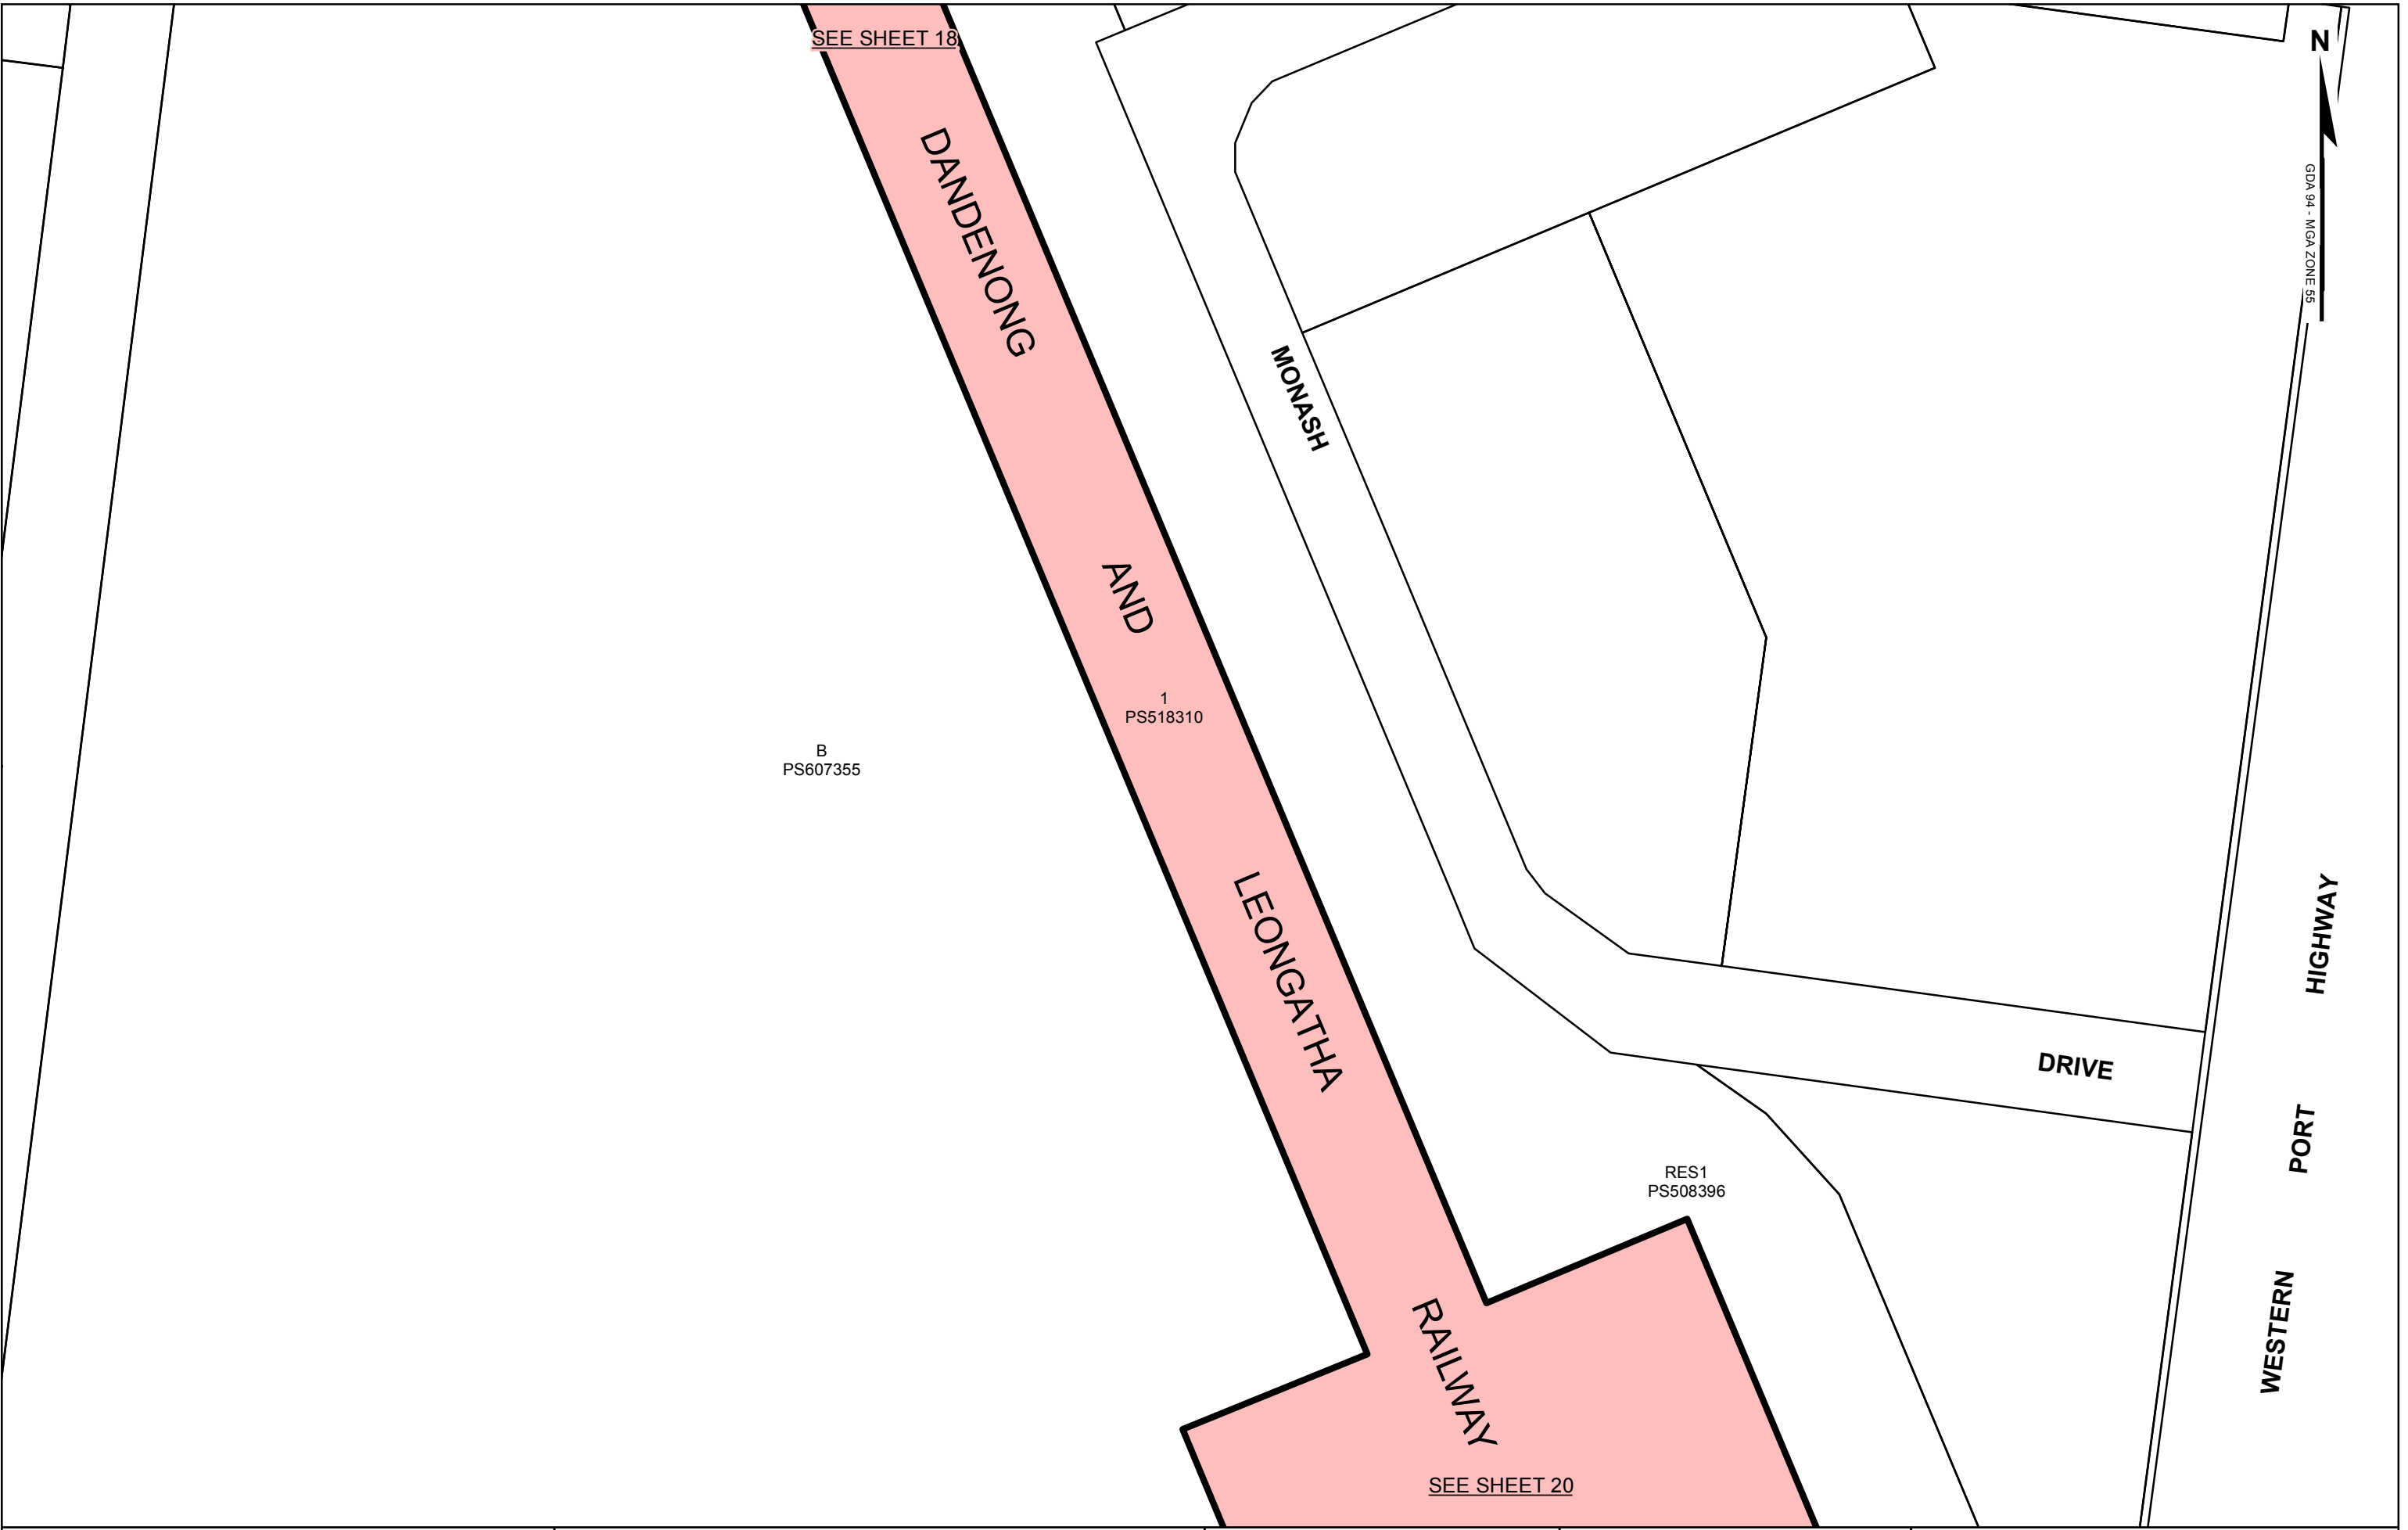 SEE SHEET 18
N
GDA 94 - MGA ZONE 55
DANDENONG
MONASH
AND
1
PS518310
B
PS607355
LEONGATHA
HIGHWAY
DRIVE
PORT
RES1
PS508396
WESTERN
RAILWAY
SEE SHEET 20